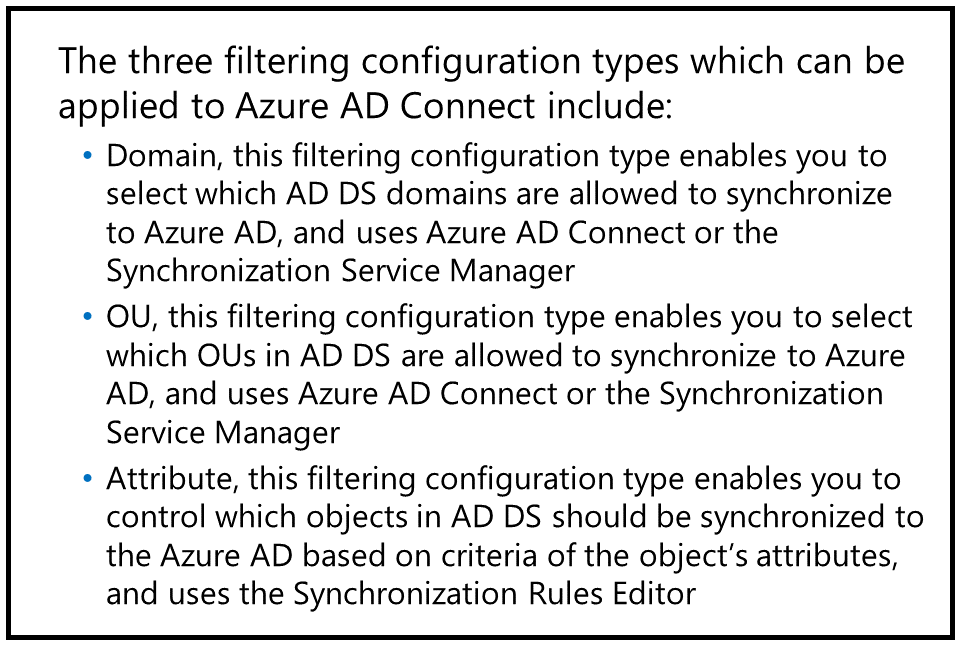 The three filtering configuration types which can be
applied to Azure AD Connect include:
• Domain, this filtering configuration type enables you to
select which AD DS domains are allowed to synchronize
to Azure AD, and uses Azure AD Connect or the
Synchronization Service Manager
• OU, this filtering configuration type enables you to select
which OUs in AD DS are allowed to synchronize to Azure
AD, and uses Azure AD Connect or the Synchronization
Service Manager
• Attribute, this filtering configuration type enables you to
control which objects in AD DS should be synchronized to
the Azure AD based on criteria of the object’s attributes,
and uses the Synchronization Rules Editor